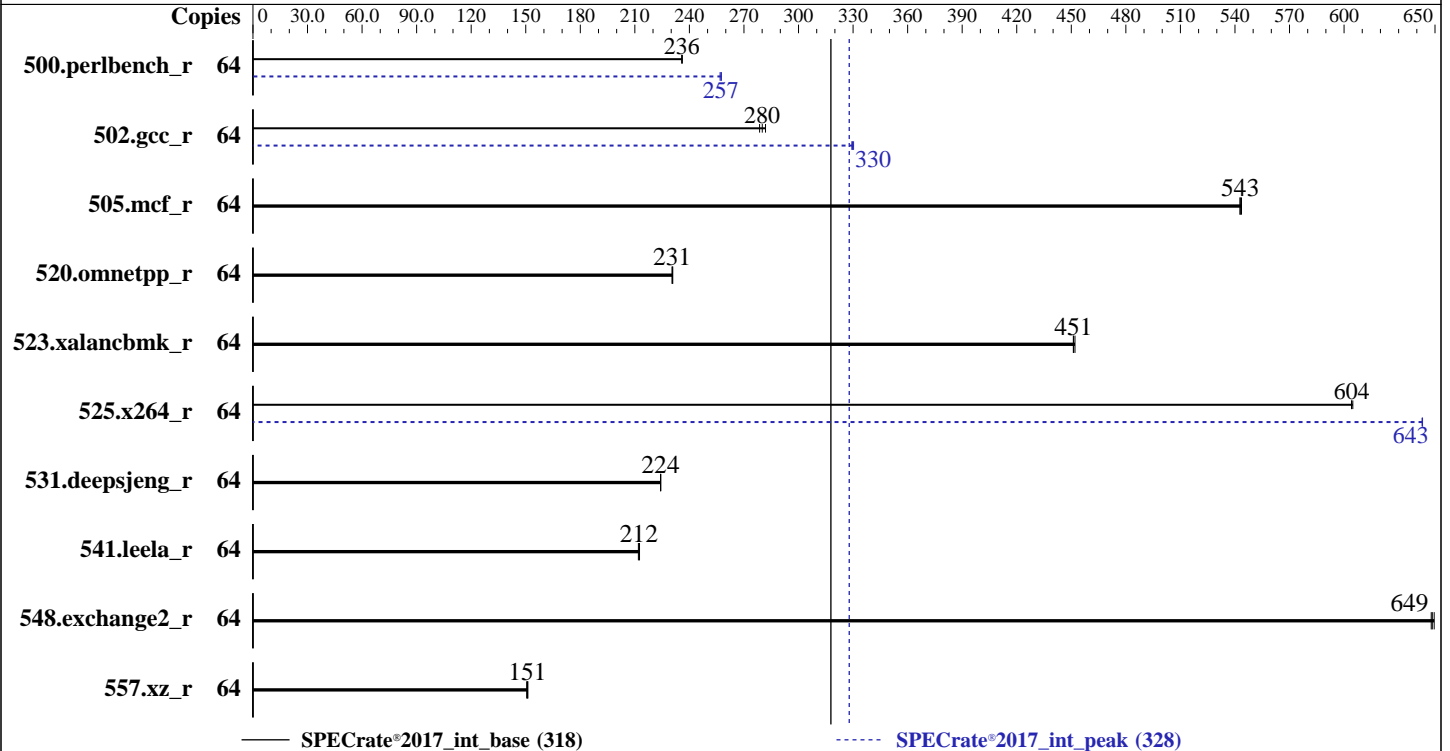 Copies 0 30.0 60.0 90.0 120 150 180 210 240 270 300 330 360 390 420 450 480 510 540 570 600 650
236
500.perlbench_r 64
257
280
502.gcc_r 64
330
543
505.mcf_r 64
231
520.omnetpp_r 64
451
523.xalancbmk_r 64
604
525.x264_r 64
643
224
531.deepsjeng_r 64
212
541.leela_r 64
649
548.exchange2_r 64
151
557.xz_r 64
SPECrate®2017_int_base (318) SPECrate®2017_int_peak (328)